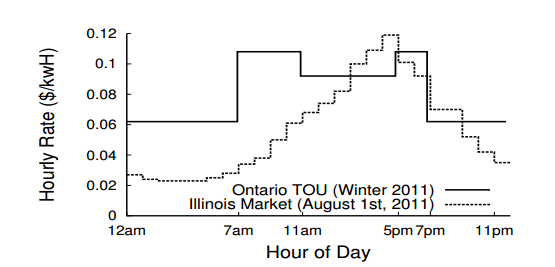 0.12
0.1
0.08
0.06
0.04
0.02
0
Hourly Rate ($/kwH)
Ontario TOU (Winter 2011)
Illinois Market (August 1st, 2011)
12am 7am 11am 5pm 7pm 11pm
Hour of Day